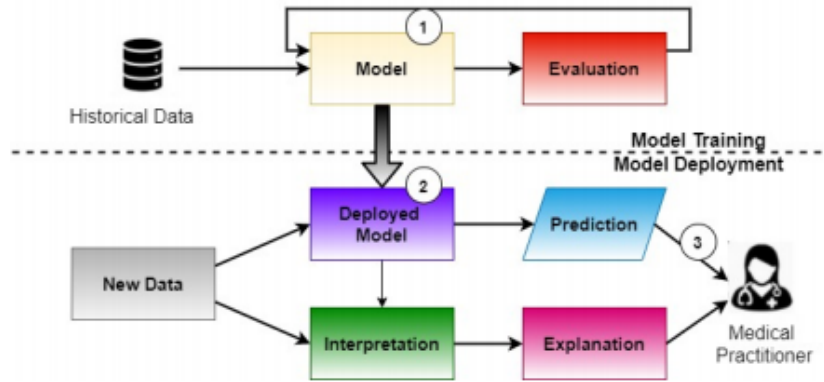 1
Model
Evaluation
Historical Data
Model Training
Model Deployment
2
Deployed
Model
Prediction
3
New Data
Interpretation
Explanation
Medical
Practitioner